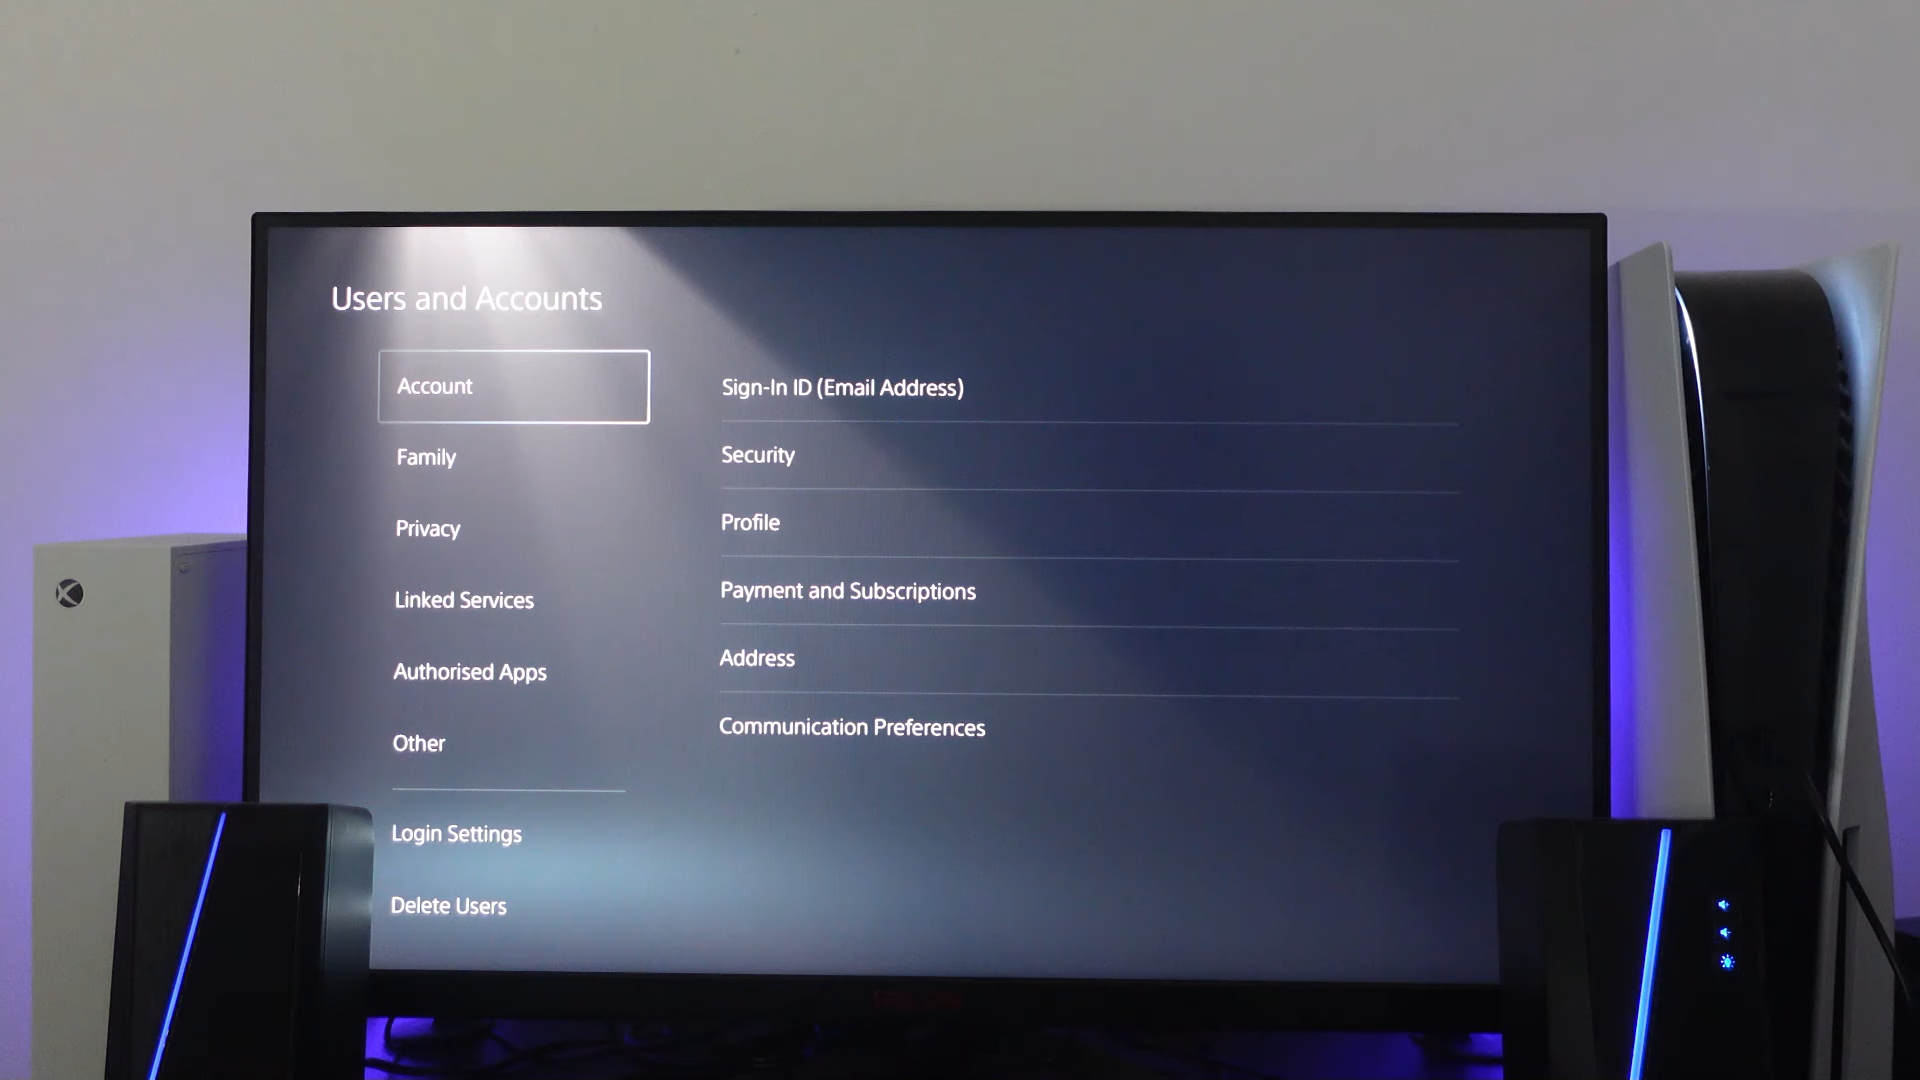 Users and Accounts
Account
Family
Privacy
Linked Services
Authorised Apps
Other
Login Settings
Delete Users
Sign-In ID (Email Address)
Security
Profile
Payment and Subscriptions
Address
Communication Preferences